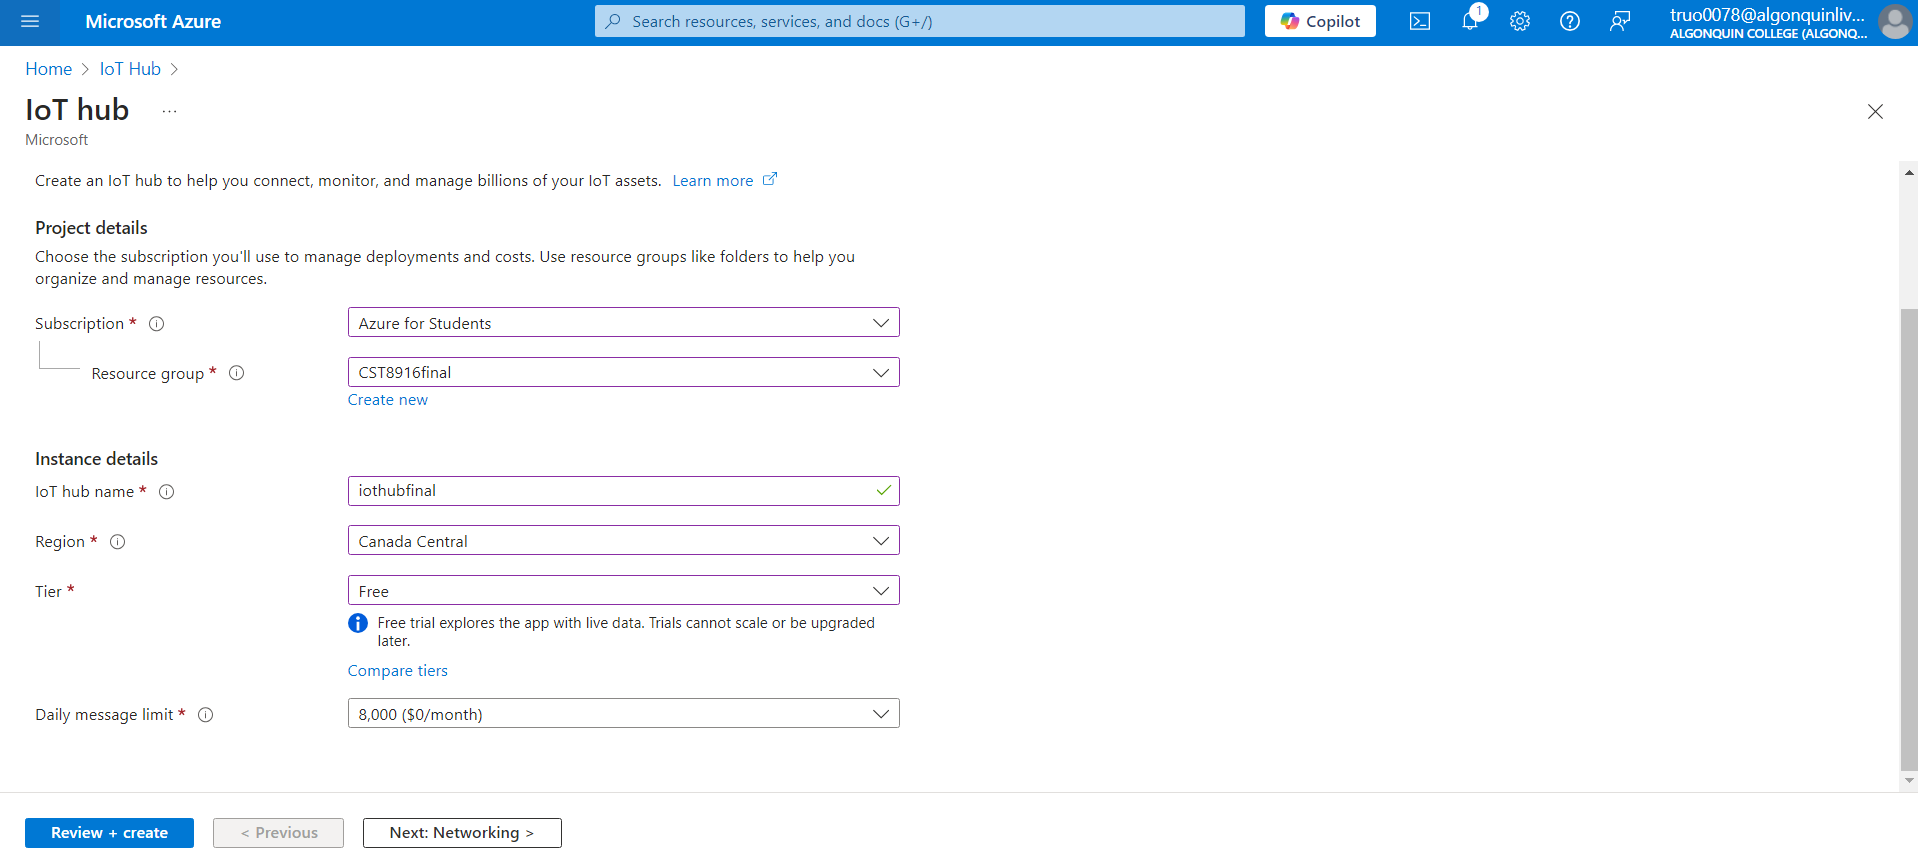 Microsoft Azure
Search resources, services, and docs (G+/)
Copilot
1
truo0078@algonquinliv...
ALGONQUIN COLLEGE (ALGONQ...
Home > IoT Hub >
IoT hub ...
Microsoft
Create an IoT hub to help you connect, monitor, and manage billions of your IoT assets. Learn more
Project details
Choose the subscription you'll use to manage deployments and costs. Use resource groups like folders to help you
organize and manage resources.
Subscription * Azure for Students
Resource group * CST8916final
Create new
Instance details
IoT hub name * iothubfinal
Region * Canada Central
Tier * Free
Free trial explores the app with live data. Trials cannot scale or be upgraded
later.
Compare tiers
Daily message limit * 8,000 ($0/month)
Review + create
< Previous
Next: Networking >